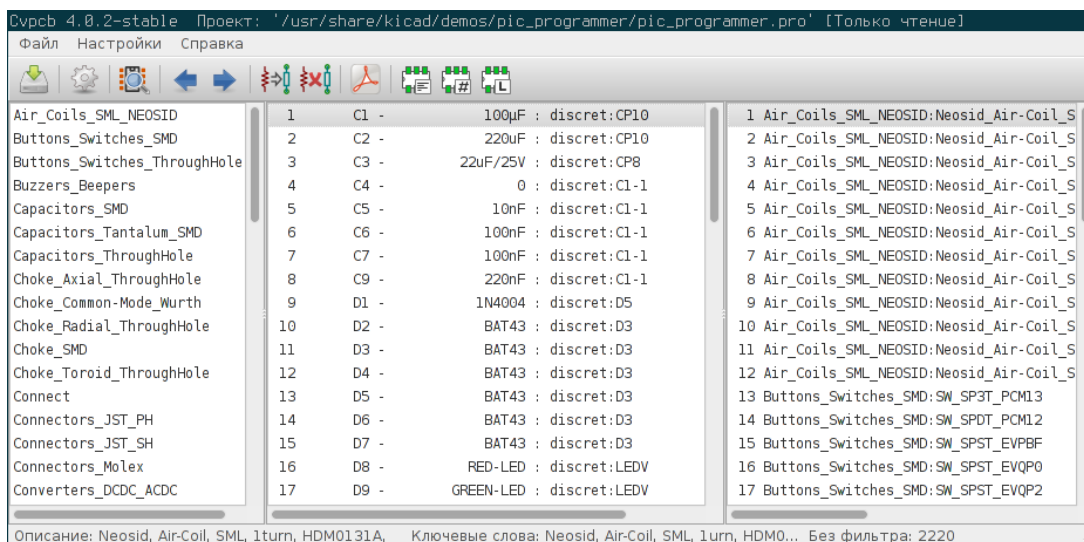 Cvpcb 4.0.2-stable Проект: '/usr/share/kicad/demos/pic_programmer/pic_programmer.pro' [Только чтение]
Файл Настройки Справка
# L
Air_Coils_SML_NEOSID
Buttons_Switches_SMD
Buttons_Switches_ThroughHole
Buzzers_Beepers
Capacitors_SMD
Capacitors_Tantalum_SMD
Capacitors_ThroughHole
Choke_Axial_ThroughHole
Choke_Common-Mode_Wurth
Choke_Radial_ThroughHole
Choke_SMD
Choke_Toroid_ThroughHole
Connect
Connectors_JST_PH
Connectors_JST_SH
Connectors_Molex
Converters_DCDC_ACDC
1 C1 - 100µF : discret:CP10
2 C2 - 220uF : discret:CP10
3 C3 - 22uF/25V : discret:CP8
4 C4 - 0 : discret:C1-1
5 C5 - 10nF : discret:C1-1
6 C6 - 100nF : discret:C1-1
7 C7 - 100nF : discret:C1-1
8 C9 - 220nF : discret:C1-1
9 D1 - 1N4004 : discret:D5
10 D2 - BAT43 : discret:D3
11 D3 - BAT43 : discret:D3
12 D4 - BAT43 : discret:D3
13 D5 - BAT43 : discret:D3
14 D6 - BAT43 : discret:D3
15 D7 - BAT43 : discret:D3
16 D8 - RED-LED : discret:LEDV
17 D9 - GREEN-LED : discret:LEDV
1 Air_Coils_SML_NEOSID:Neosid_Air-Coil_S
2 Air_Coils_SML_NEOSID:Neosid_Air-Coil_S
3 Air_Coils_SML_NEOSID:Neosid_Air-Coil_S
4 Air_Coils_SML_NEOSID:Neosid_Air-Coil_S
5 Air_Coils_SML_NEOSID:Neosid_Air-Coil_S
6 Air_Coils_SML_NEOSID:Neosid_Air-Coil_S
7 Air_Coils_SML_NEOSID:Neosid_Air-Coil_S
8 Air_Coils_SML_NEOSID:Neosid_Air-Coil_S
9 Air_Coils_SML_NEOSID:Neosid_Air-Coil_S
10 Air_Coils_SML_NEOSID:Neosid_Air-Coil_S
11 Air_Coils_SML_NEOSID:Neosid_Air-Coil_S
12 Air_Coils_SML_NEOSID:Neosid_Air-Coil_S
13 Buttons_Switches_SMD:SW_SP3T_PCM13
14 Buttons_Switches_SMD:SW_SPDT_PCM12
15 Buttons_Switches_SMD:SW_SPST_EVPBF
16 Buttons_Switches_SMD:SW_SPST_EVQP0
17 Buttons_Switches_SMD:SW_SPST_EVQP2
Описание: Neosid, Air-Coil, SML, 1turn, HDM0131A, Ключевые слова: Neosid, Air-Coil, SML, 1urn, HDM0... Без фильтра: 2220